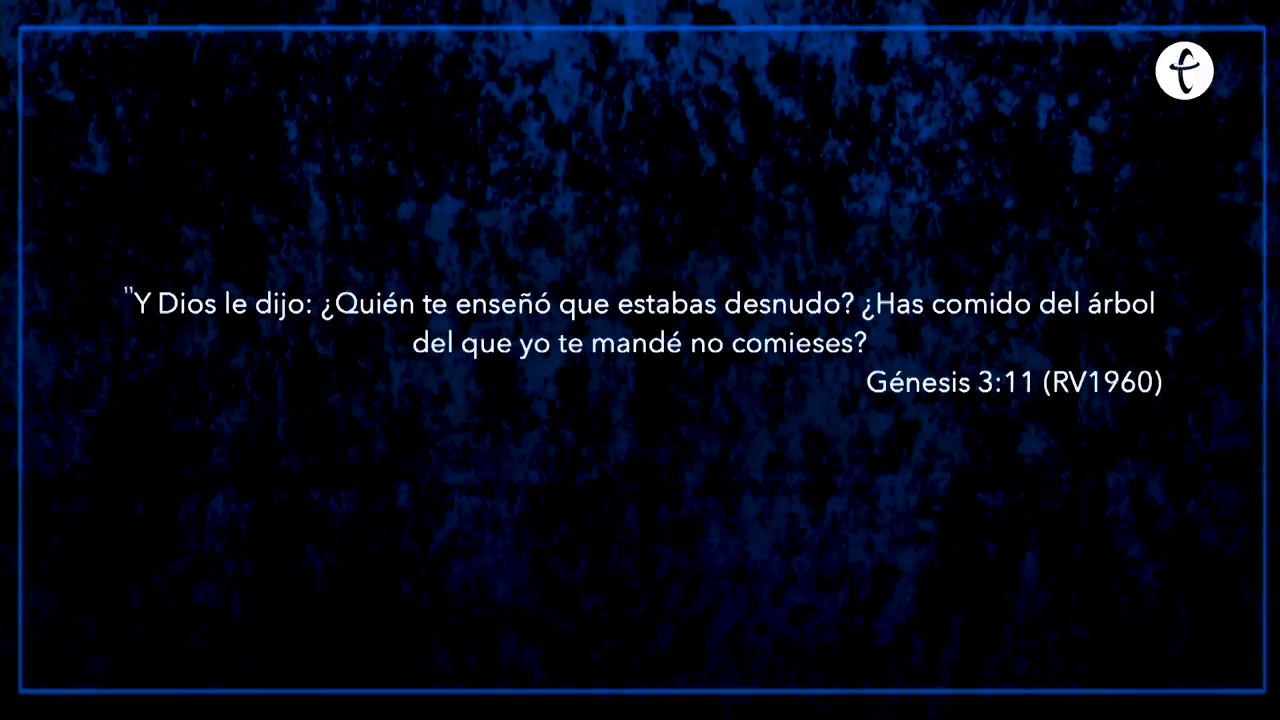 "Y Dios le dijo: ¿Quién te enseñó que estabas desnudo? ¿Has comido del árbol
del que yo te mandé no comieses?
Génesis 3:11 (RV1960)